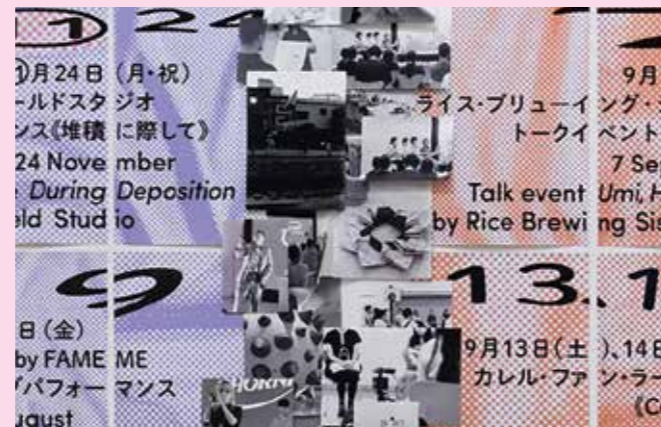 1 24
①月24日（月・祝）
ールドスタジオ
ンス《堆積に際して》
24 November
During Deposition
eld Studio
ライス・ブリューイング・
トークイベント
7 Se
Talk event Umi, H
by Rice Brewing Sis
9
日（金）
by FAMEME
パフォーマンス
ugust
HORNI
13.1
9月13日（土）、14日
カレル・ファン・ラー
《C